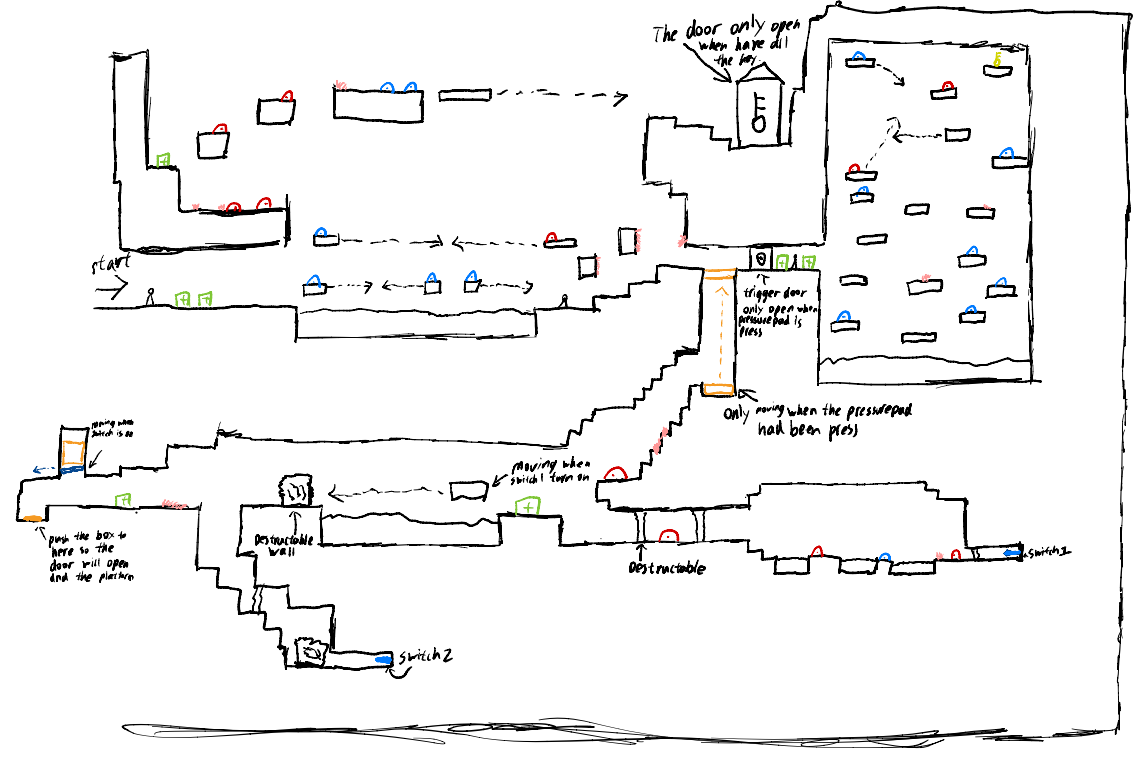 The door only open
when have all
the key
start
trigger door
only open when
pressurepad is
press
Only moving when the pressurepad
had been press
moving when
switch is on
moving when
switch1 turn on
push the box to
here so the
door will open
and the platform
Destructable
wall
Destructable
switch1
switch2